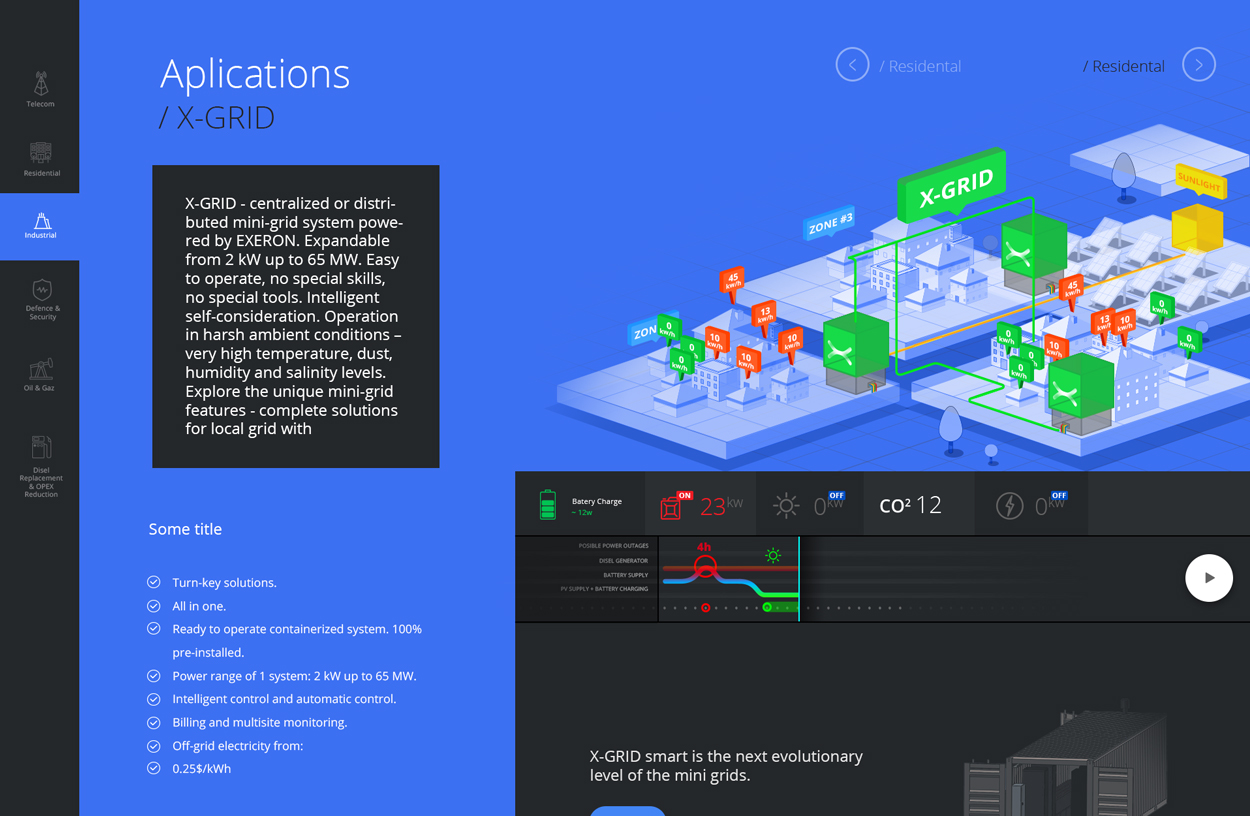 Telecom
Residential
Industrial
Defence &
Security
Oil & Gaz
Disel
Replacement
& OPEX
Reduction
Aplications
/ X-GRID
/ Residental
/ Residental
X-GRID - centralized or distri-
buted mini-grid system powe-
red by EXERON. Expandable
from 2 kW up to 65 MW. Easy
to operate, no special skills,
no special tools. Intelligent
self-consideration. Operation
in harsh ambient conditions –
very high temperature, dust,
humidity and salinity levels.
Explore the unique mini-grid
features - complete solutions
for local grid with
Some title
Turn-key solutions.
All in one.
Ready to operate containerized system. 100%
pre-installed.
Power range of 1 system: 2 kW up to 65 MW.
Intelligent control and automatic control.
Billing and multisite monitoring.
Off-grid electricity from:
0.25$/kWh
X-GRID
SUNLIGHT
ZONE #3
ZON
45
kw/h
13
kw/h
10
kw/h
10
kw/h
10
kw/h
0
kw/h
0
0
kw/h
45
kw/h
13
10
kw/h
10
0
kw/h
0
kw/h
0
kw/h
0
0
kw/h
Batery Charge
~ 12w
ON
23 kw
OFF
0 kw
CO² 12
OFF
0 kw
POSIBLE POWER OUTAGES
DISEL GENERATOR
BATTERY SUPPLY
PV SUPPLY + BATTERY CHARGING
4h
X-GRID smart is the next evolutionary
level of the mini grids.